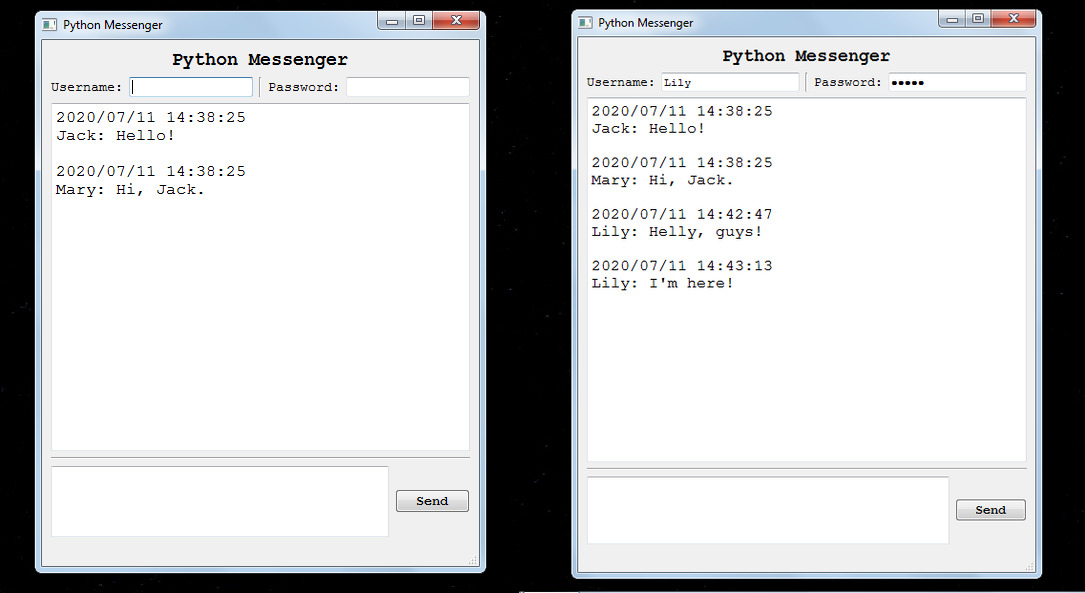 Python Messenger
Python Messenger
Username: Password:
2020/07/11 14:38:25
Jack: Hello!
2020/07/11 14:38:25
Mary: Hi, Jack.
Send
Python Messenger
Python Messenger
Username: Lily Password: •••••
2020/07/11 14:38:25
Jack: Hello!
2020/07/11 14:38:25
Mary: Hi, Jack.
2020/07/11 14:42:47
Lily: Helly, guys!
2020/07/11 14:43:13
Lily: I'm here!
Send